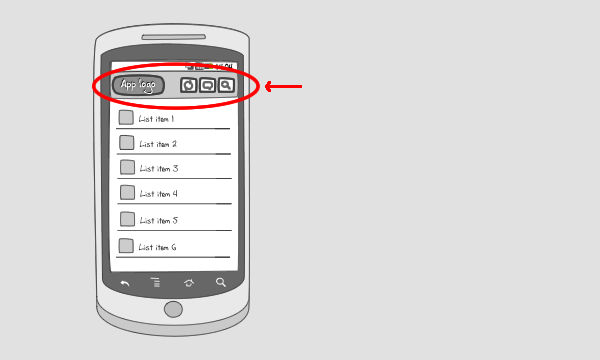 App logo
List item 1
List item 2
List item 3
List item 4
List item 5
List item 6